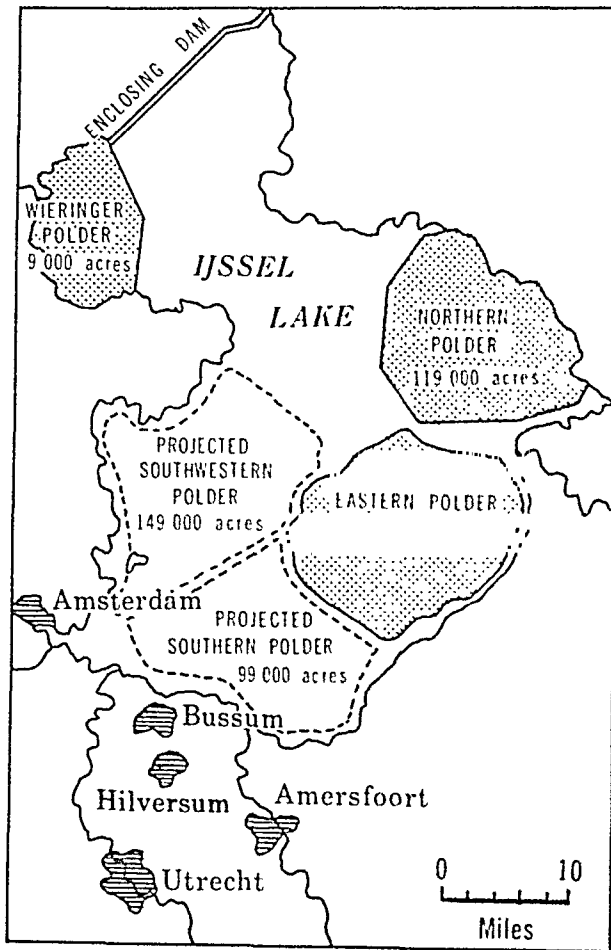 ENCLOSING DAM
WIERINGER
POLDER
9 000 acres
IJSSEL
LAKE
NORTHERN
POLDER
119 000 acres
PROJECTED
SOUTHWESTERN
POLDER
149 000 acres
EASTERN POLDER
Amsterdam
PROJECTED
SOUTHERN POLDER
99 000 acres
Bussum
Hilversum
Amersfoort
Utrecht
0 10
Miles